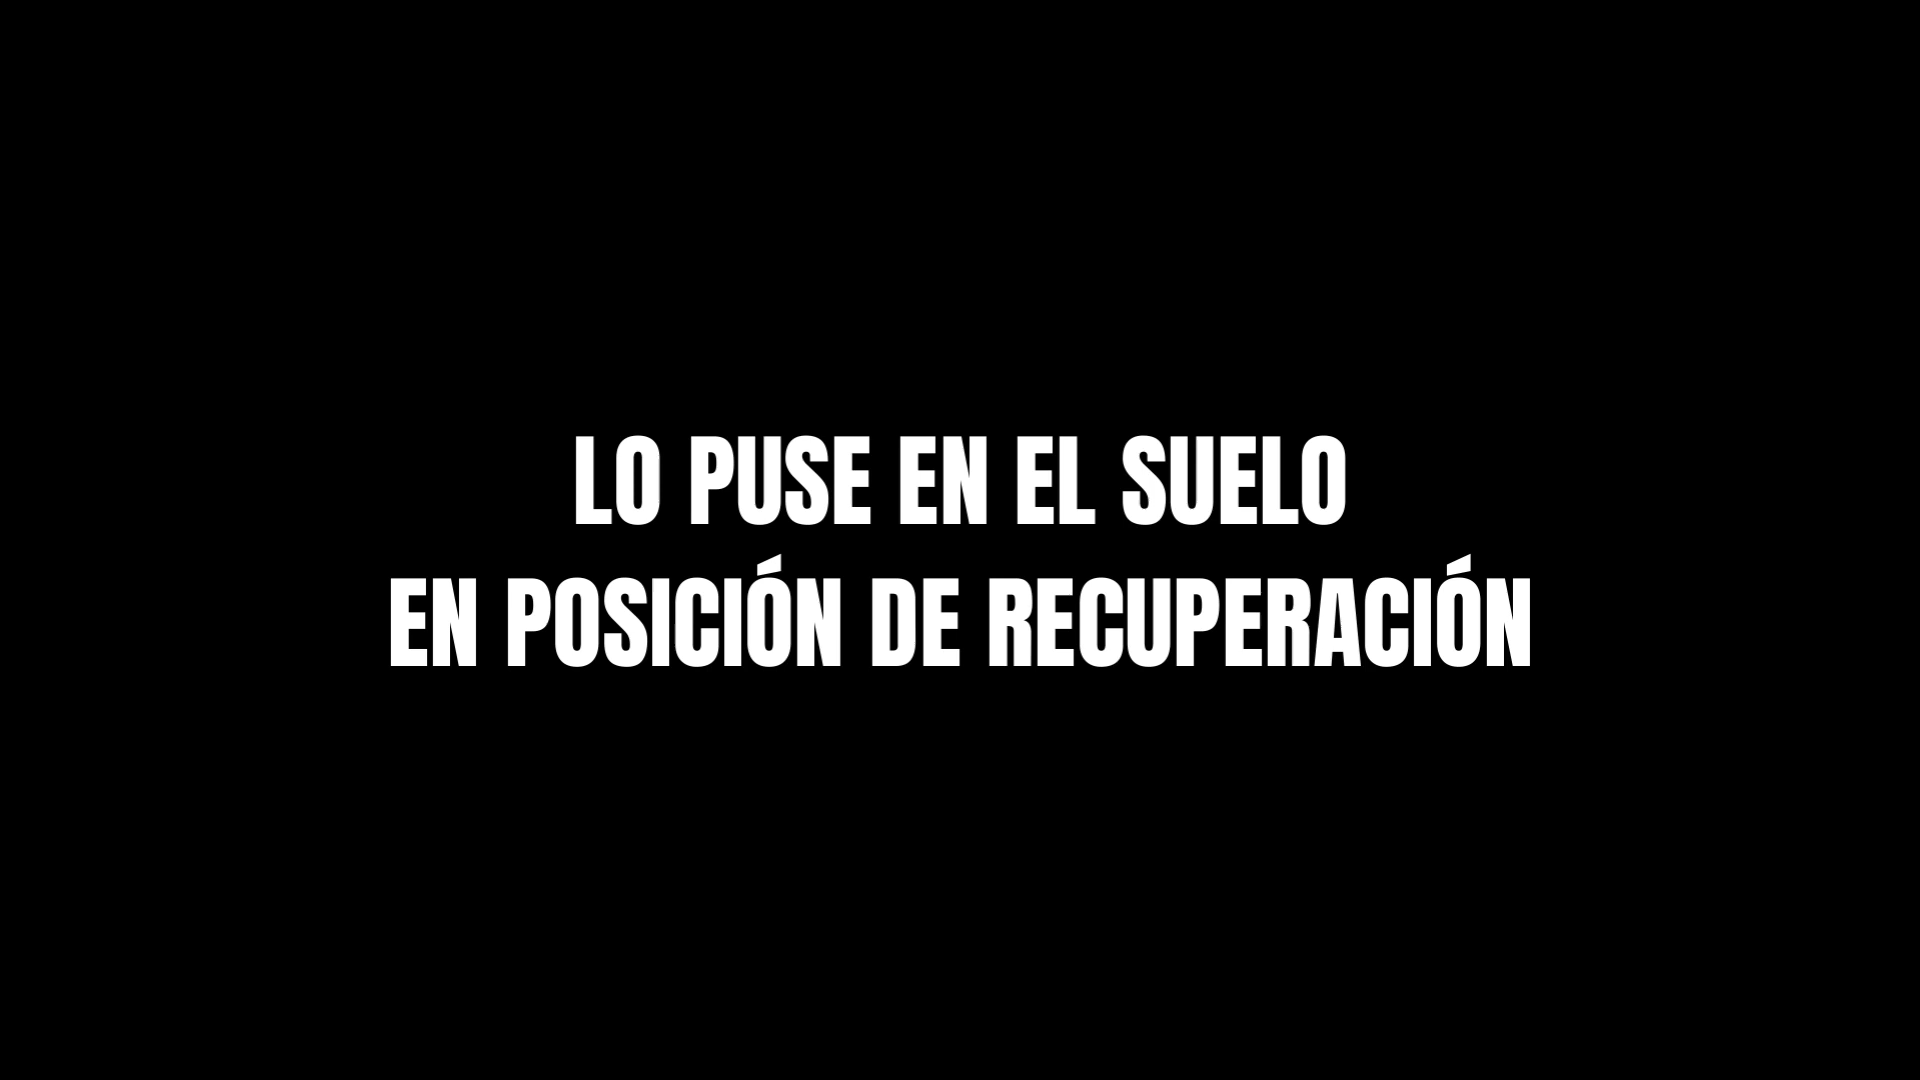 LO PUSE EN EL SUELO
EN POSICIÓN DE RECUPERACIÓN